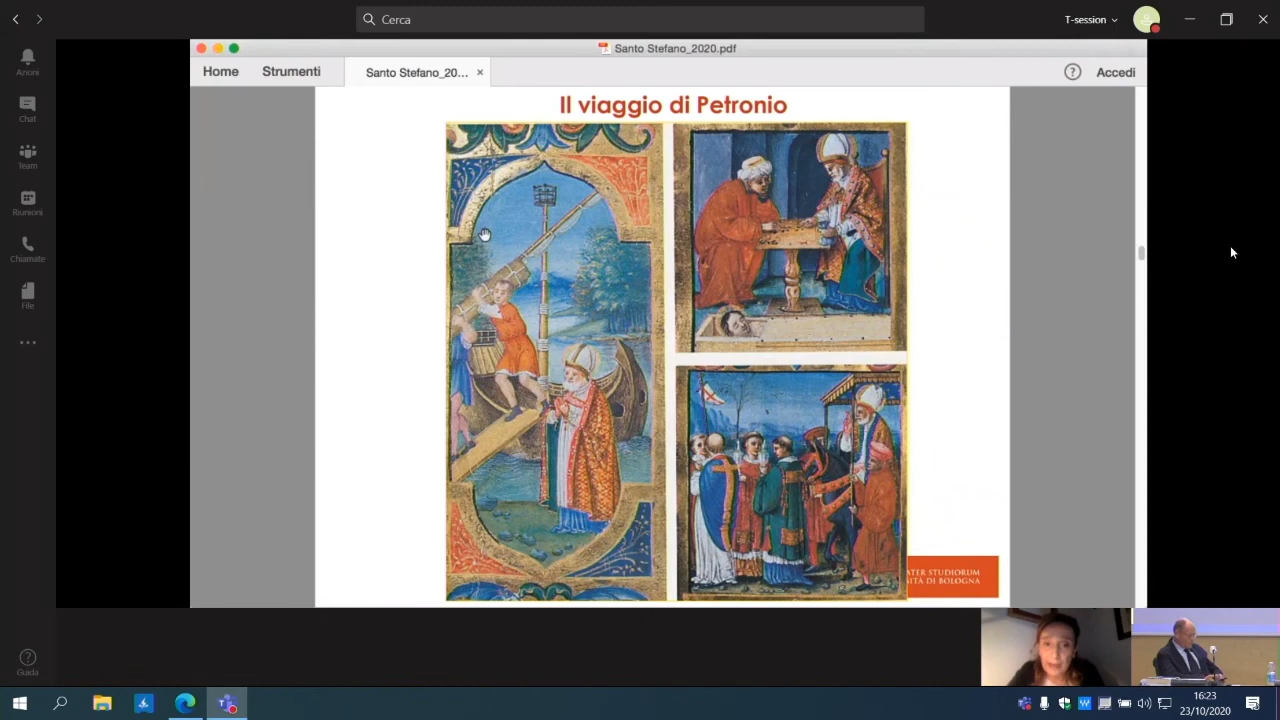 Cerca
T-session
Santo Stefano_2020.pdf
Home
Strumenti
Santo Stefano_20...
Accedi
Anoni
Chat
Team
Riunioni
Chiamate
File
Guida
Il viaggio di Petronio
ATER STUDIORUM
ITÀ DI BOLOGNA
16:23
23/10/2020